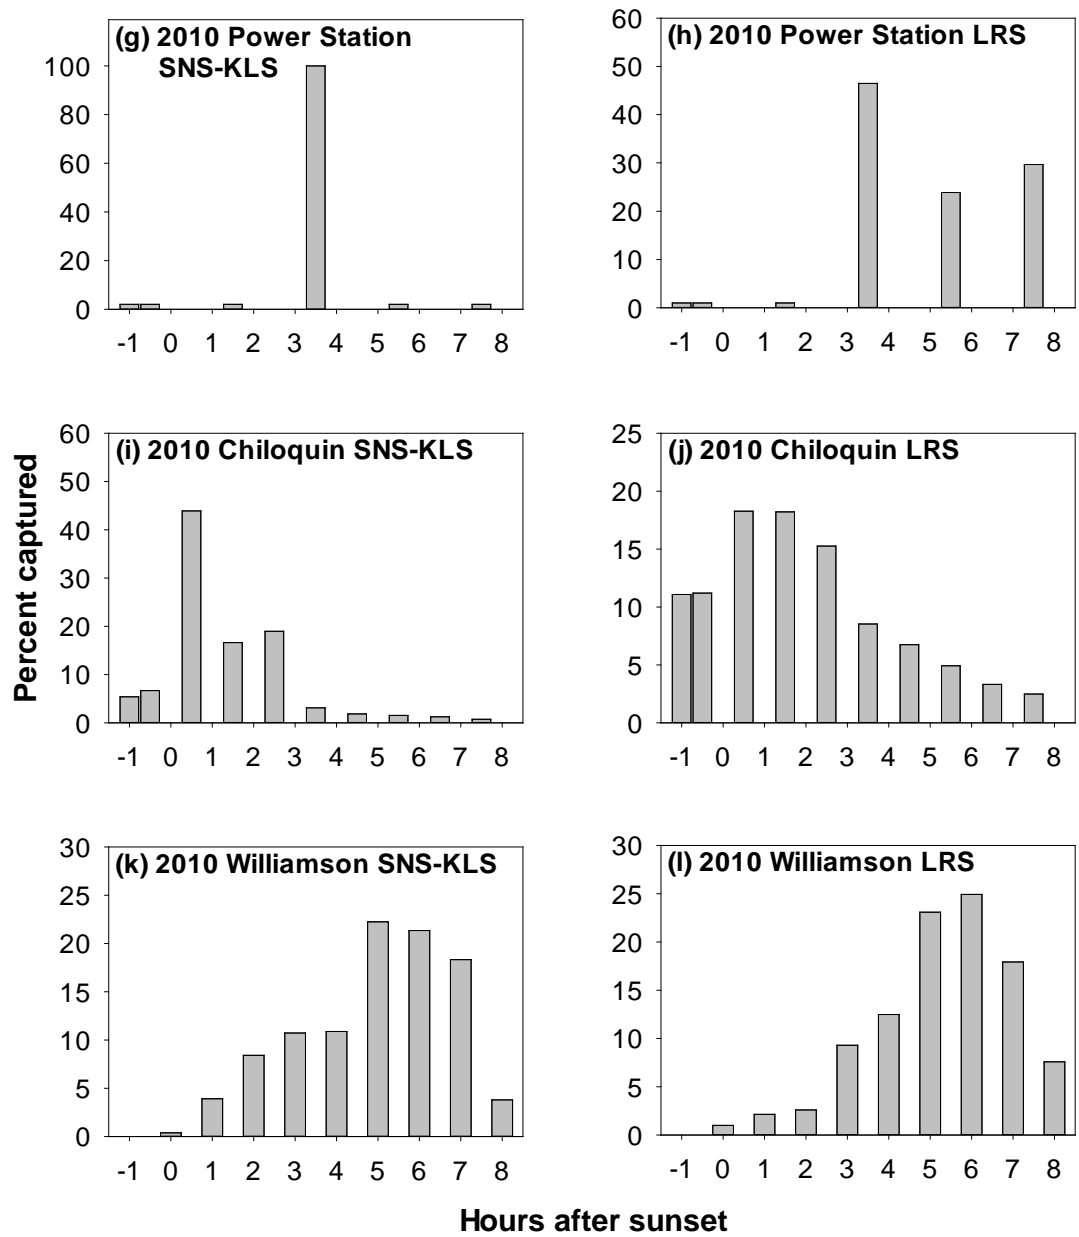 (g) 2010 Power Station
SNS-KLS
100
80
60
40
20
0
-1 0 1 2 3 4 5 6 7 8
(h) 2010 Power Station LRS
60
50
40
30
20
10
0
-1 0 1 2 3 4 5 6 7 8
Percent captured
(i) 2010 Chiloquin SNS-KLS
60
50
40
30
20
10
0
-1 0 1 2 3 4 5 6 7 8
(j) 2010 Chiloquin LRS
25
20
15
10
5
0
-1 0 1 2 3 4 5 6 7 8
(k) 2010 Williamson SNS-KLS
30
25
20
15
10
5
0
-1 0 1 2 3 4 5 6 7 8
(l) 2010 Williamson LRS
30
25
20
15
10
5
0
-1 0 1 2 3 4 5 6 7 8
Hours after sunset